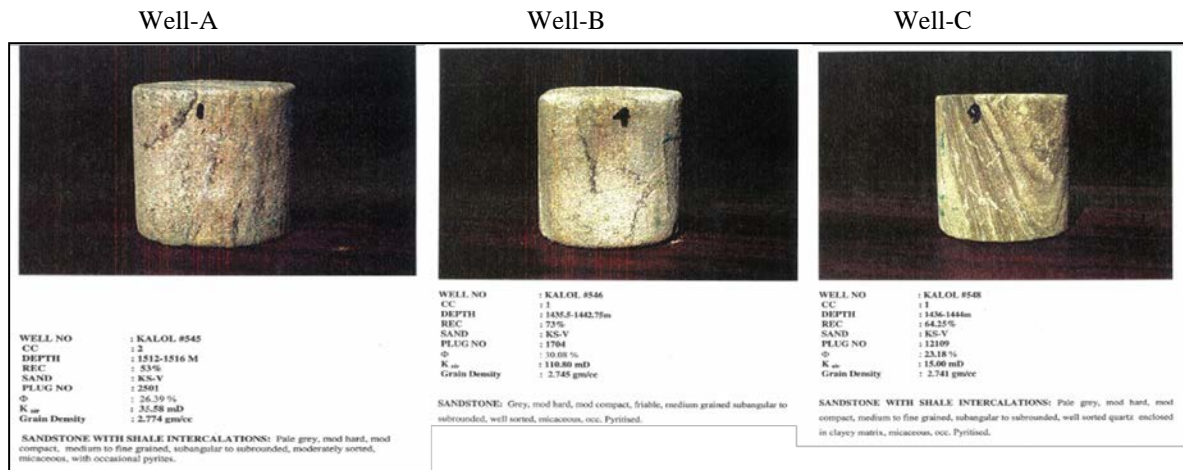 Well-A
Well-B
Well-C
WELL NO : KALOL #545
CC : 2
DEPTH : 1512-1516 M
REC : 53%
SAND : KS-V
PLUG NO : 2501
Φ : 26.39 %
K air : 35.58 mD
Grain Density : 2.774 gm/cc
SANDSTONE WITH SHALE INTERCALATIONS: Pale grey, mod hard, mod
compact, medium to fine grained, subangular to subrounded, moderately sorted,
micaceous, with occasional pyrites.
WELL NO : KALOL #546
CC : 1
DEPTH : 1435.5-1442.75m
REC : 73%
SAND : KS-V
PLUG NO : 1704
Φ : 30.08 %
K air : 110.80 mD
Grain Density : 2.745 gm/cc
SANDSTONE: Grey, mod hard, mod compact, friable, medium grained subangular to
subrounded, well sorted, micaceous, occ. Pyritised.
WELL NO : KALOL #548
CC : 1
DEPTH : 1436-1444m
REC : 64.25%
SAND : KS-V
PLUG NO : 12109
Φ : 23.18 %
K air : 15.00 mD
Grain Density : 2.741 gm/cc
SANDSTONE WITH SHALE INTERCALATIONS: Pale grey, mod hard, mod
compact, medium to fine grained, subangular to subrounded, well sorted quartz enclosed
in clayey matrix, micaceous, occ. Pyritised.